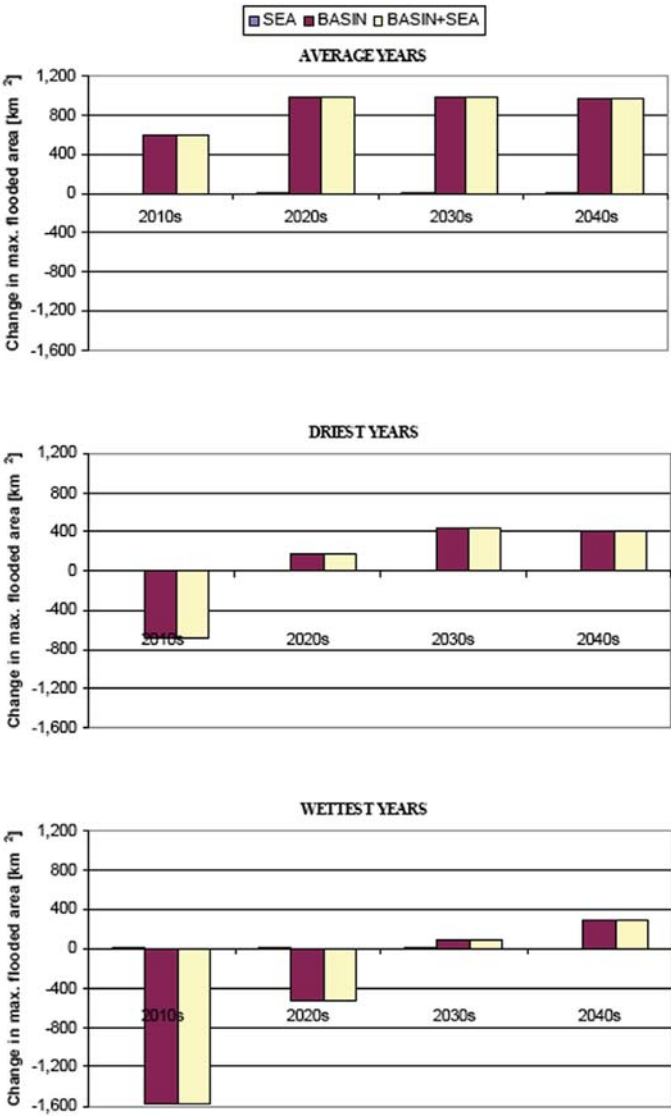 SEA BASIN BASIN+SEA
AVERAGE YEARS
Change in max. flooded area [km 2]
1,200
800
400
0
-400
-800
-1,200
-1,600
2010s 2020s 2030s 2040s
DRIEST YEARS
Change in max. flooded area [km 2]
1,200
800
400
0
-400
-800
-1,200
-1,600
2010s 2020s 2030s 2040s
WETTEST YEARS
Change in max. flooded area [km 2]
1,200
800
400
0
-400
-800
-1,200
-1,600
2010s 2020s 2030s 2040s